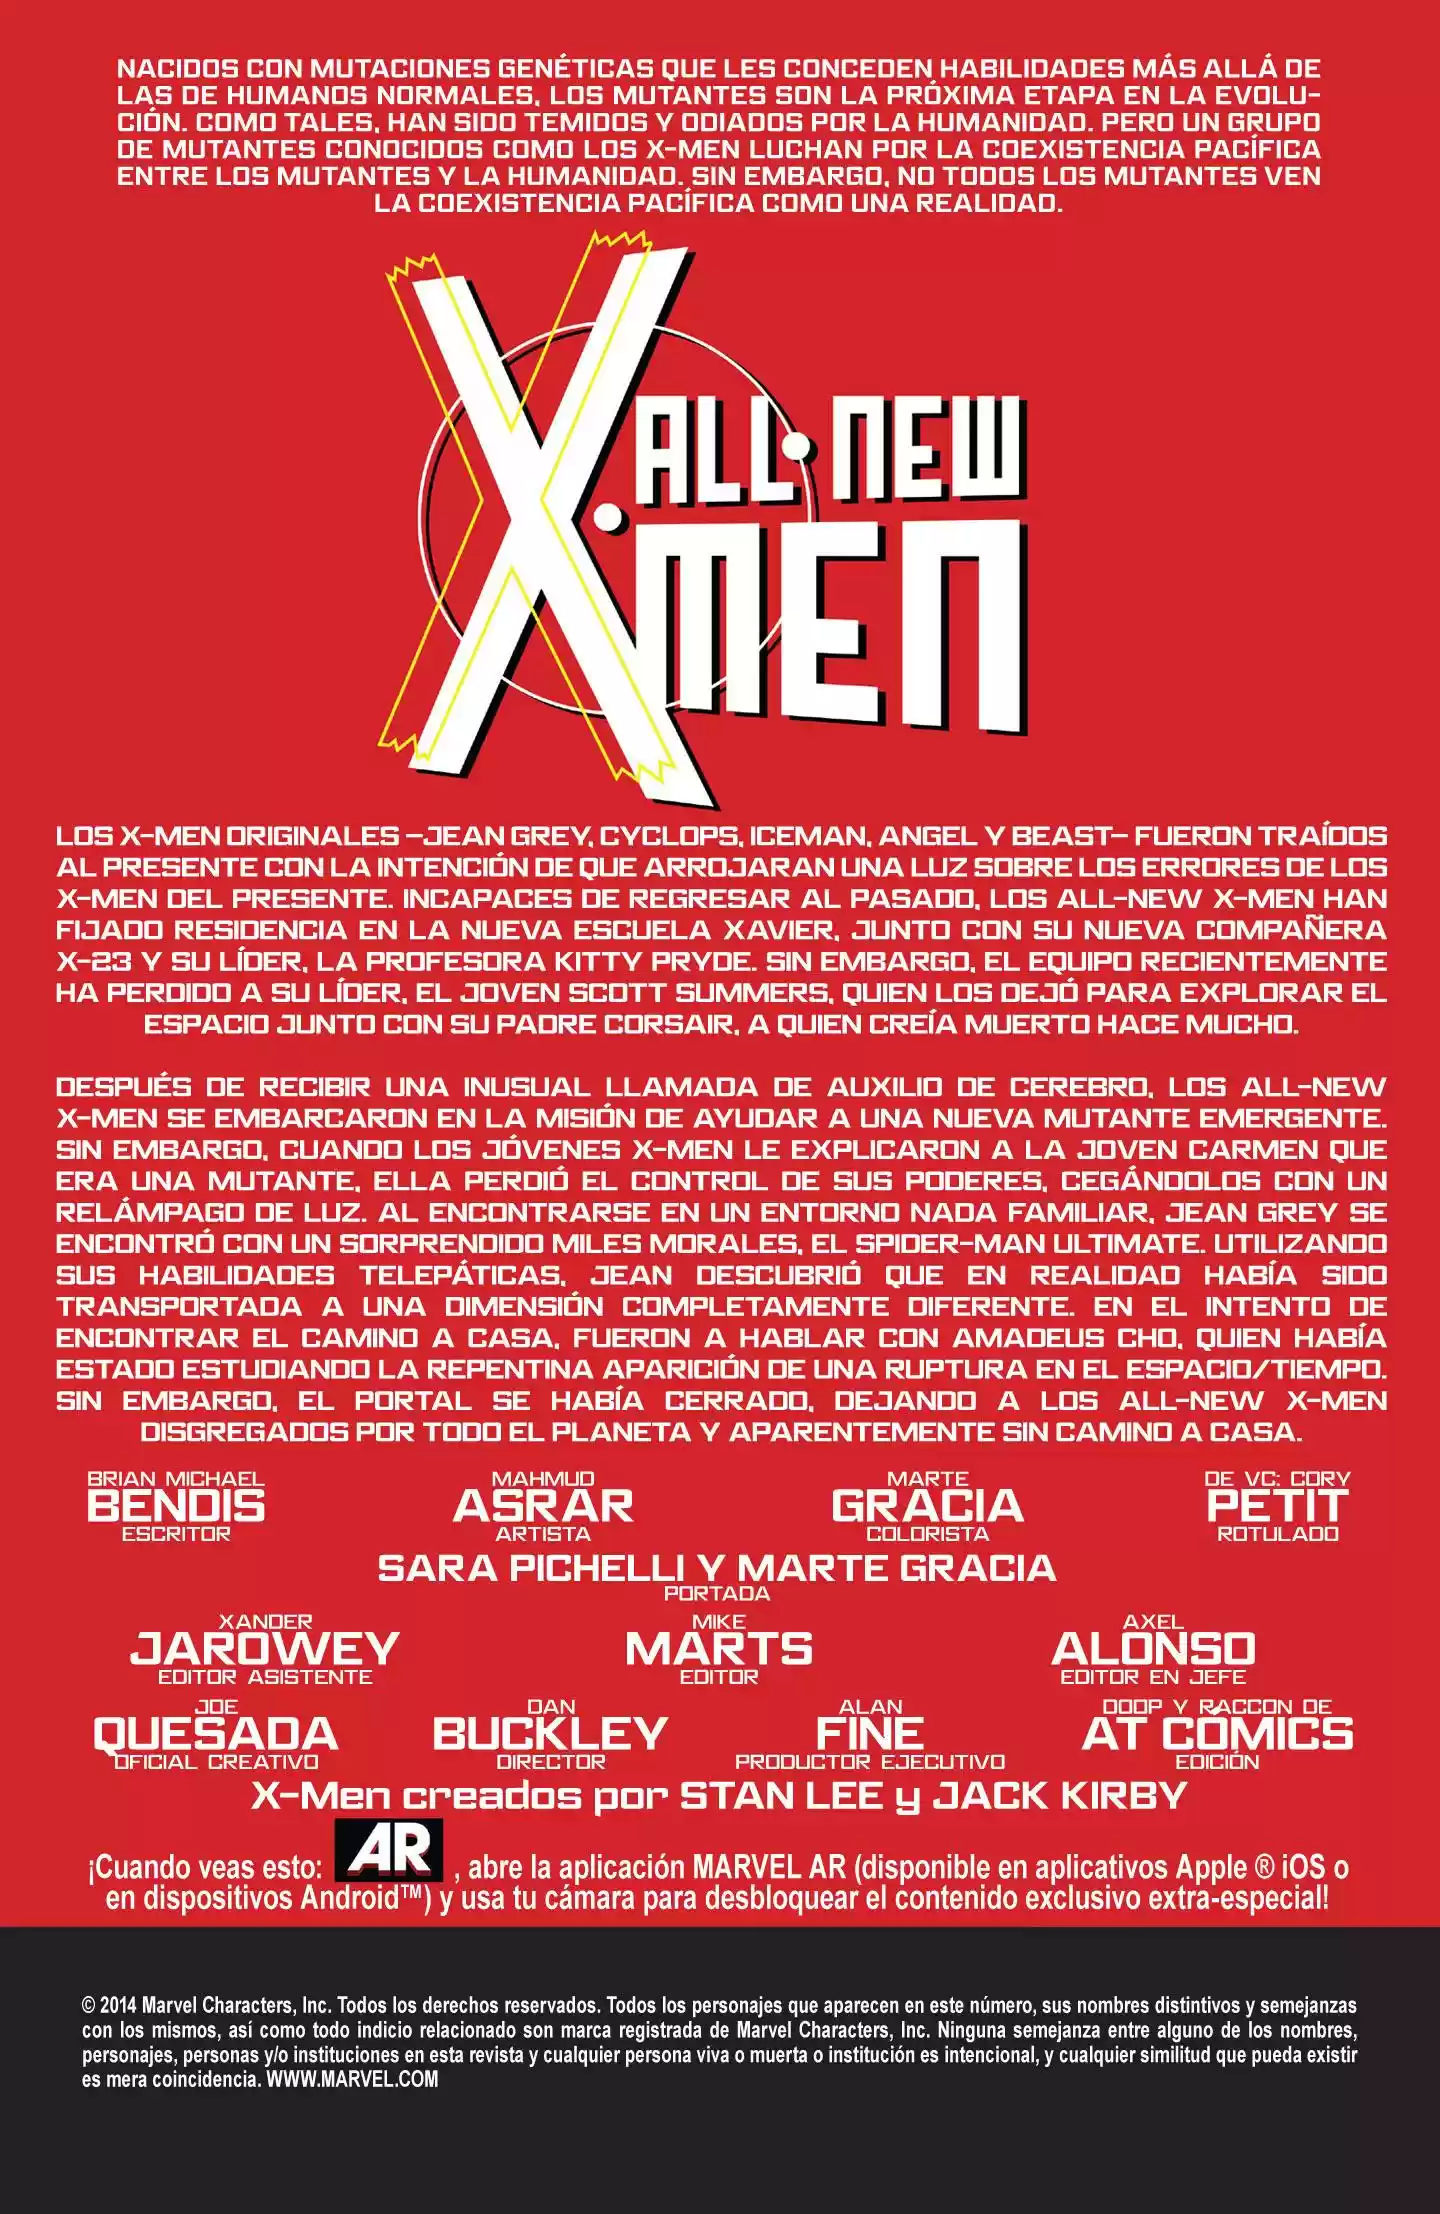 NACIDOS CON MUTACIONES GENÉTICAS QUE LES CONCEDEN HABILIDADES MÁS ALLÁ DE
LAS DE HUMANOS NORMALES, LOS MUTANTES SON LA PRÓXIMA ETAPA EN LA EVOLU-
CIÓN. COMO TALES, HAN SIDO TEMIDOS Y ODIADOS POR LA HUMANIDAD. PERO UN GRUPO
DE MUTANTES CONOCIDOS COMO LOS X-MEN LUCHAN POR LA COEXISTENCIA PACÍFICA
ENTRE LOS MUTANTES Y LA HUMANIDAD. SIN EMBARGO, NO TODOS LOS MUTANTES VEN
LA COEXISTENCIA PACÍFICA COMO UNA REALIDAD.
X
ALL·NEW
X·MEN
LOS X-MEN ORIGINALES –JEAN GREY, CYCLOPS, ICEMAN, ANGEL Y BEAST– FUERON TRAÍDOS
AL PRESENTE CON LA INTENCIÓN DE QUE ARROJARAN UNA LUZ SOBRE LOS ERRORES DE LOS
X-MEN DEL PRESENTE. INCAPACES DE REGRESAR AL PASADO, LOS ALL-NEW X-MEN HAN
FIJADO RESIDENCIA EN LA NUEVA ESCUELA XAVIER, JUNTO CON SU NUEVA COMPAÑERA
X-23 Y SU LÍDER, LA PROFESORA KITTY PRYDE. SIN EMBARGO, EL EQUIPO RECIENTEMENTE
HA PERDIDO A SU LÍDER, EL JOVEN SCOTT SUMMERS, QUIEN LOS DEJÓ PARA EXPLORAR EL
ESPACIO JUNTO CON SU PADRE CORSAIR, A QUIEN CREÍA MUERTO HACE MUCHO.
DESPUÉS DE RECIBIR UNA INUSUAL LLAMADA DE AUXILIO DE CEREBRO, LOS ALL-NEW
X-MEN SE EMBARCARON EN LA MISIÓN DE AYUDAR A UNA NUEVA MUTANTE EMERGENTE.
SIN EMBARGO, CUANDO LOS JÓVENES X-MEN LE EXPLICARON A LA JOVEN CARMEN QUE
ERA UNA MUTANTE, ELLA PERDIÓ EL CONTROL DE SUS PODERES, CEGÁNDOLOS CON UN
RELÁMPAGO DE LUZ. AL ENCONTRARSE EN UN ENTORNO NADA FAMILIAR, JEAN GREY SE
ENCONTRÓ CON UN SORPRENDIDO MILES MORALES, EL SPIDER-MAN ULTIMATE. UTILIZANDO
SUS HABILIDADES TELEPÁTICAS, JEAN DESCUBRIÓ QUE EN REALIDAD HABÍA SIDO
TRANSPORTADA A UNA DIMENSIÓN COMPLETAMENTE DIFERENTE. EN EL INTENTO DE
ENCONTRAR EL CAMINO A CASA, FUERON A HABLAR CON AMADEUS CHO, QUIEN HABÍA
ESTADO ESTUDIANDO LA REPENTINA APARICIÓN DE UNA RUPTURA EN EL ESPACIO/TIEMPO.
SIN EMBARGO, EL PORTAL SE HABÍA CERRADO, DEJANDO A LOS ALL-NEW X-MEN
DISGREGADOS POR TODO EL PLANETA Y APARENTEMENTE SIN CAMINO A CASA.
BRIAN MICHAEL MAHMUD MARTE DE VC: CORY
BENDIS ASRAR GRACIA PETIT
ESCRITOR ARTISTA COLORISTA ROTULADO
SARA PICHELLI Y MARTE GRACIA
PORTADA
XANDER MIKE AXEL
JAROWEY MARTS ALONSO
EDITOR ASISTENTE EDITOR EDITOR EN JEFE
JOE DAN ALAN DOOP Y RACCON DE
QUESADA BUCKLEY FINE AT CÓMICS
OFICIAL CREATIVO DIRECTOR PRODUCTOR EJECUTIVO EDICIÓN
X-Men creados por STAN LEE y JACK KIRBY
¡Cuando veas esto: AR , abre la aplicación MARVEL AR (disponible en aplicativos Apple ® iOS o
en dispositivos Android™) y usa tu cámara para desbloquear el contenido exclusivo extra-especial!
© 2014 Marvel Characters, Inc. Todos los derechos reservados. Todos los personajes que aparecen en este número, sus nombres distintivos y semejanzas
con los mismos, así como todo indicio relacionado son marca registrada de Marvel Characters, Inc. Ninguna semejanza entre alguno de los nombres,
personajes, personas y/o instituciones en esta revista y cualquier persona viva o muerta o institución es intencional, y cualquier similitud que pueda existir
es mera coincidencia. WWW.MARVEL.COM